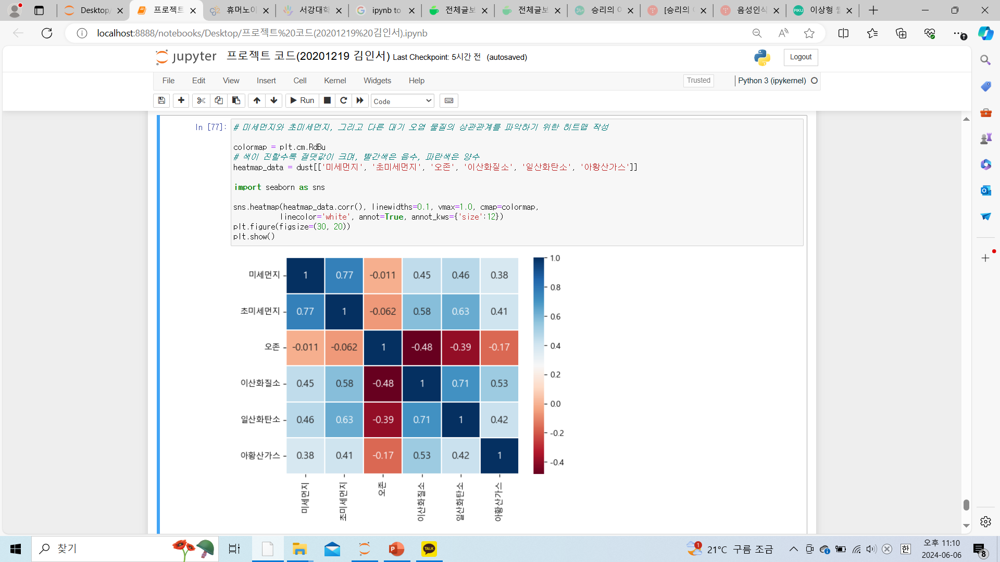 Desktop/
프로젝트
휴머노이
서강대학
ipynb to
전체글보
전체글보
승리의 여
[승리의
음성인식
PIKU 이상형 월
localhost:8888/notebooks/Desktop/프로젝트%20코드(20201219%20김인서).ipynb
jupyter 프로젝트 코드(20201219 김인서) Last Checkpoint: 5시간 전 (autosaved)
Logout
File Edit View Insert Cell Kernel Widgets Help
Trusted
Python 3 (ipykernel)
Run
Code
In [77]:
# 미세먼지와 초미세먼지, 그리고 다른 대기 오염 물질의 상관관계를 파악하기 위한 히트맵 작성
colormap = plt.cm.RdBu
# 색이 진할수록 절댓값이 크며, 빨간색은 음수, 파란색은 양수
heatmap_data = dust[['미세먼지', '초미세먼지', '오존', '이산화질소', '일산화탄소', '아황산가스']]
import seaborn as sns
sns.heatmap(heatmap_data.corr(), linewidths=0.1, vmax=1.0, cmap=colormap,
linecolor='white', annot=True, annot_kws={'size':12})
plt.figure(figsize=(30, 20))
plt.show()
미세먼지 1 0.77 -0.011 0.45 0.46 0.38
초미세먼지 0.77 1 -0.062 0.58 0.63 0.41
오존 -0.011 -0.062 1 -0.48 -0.39 -0.17
이산화질소 0.45 0.58 -0.48 1 0.71 0.53
일산화탄소 0.46 0.63 -0.39 0.71 1 0.42
아황산가스 0.38 0.41 -0.17 0.53 0.42 1
미세먼지
초미세먼지
오존
이산화질소
일산화탄소
아황산가스
1.0
0.8
0.6
0.4
0.2
0.0
-0.2
-0.4
찾기
TALK
1
21°C 구름 조금
한
오후 11:10
2024-06-06
8